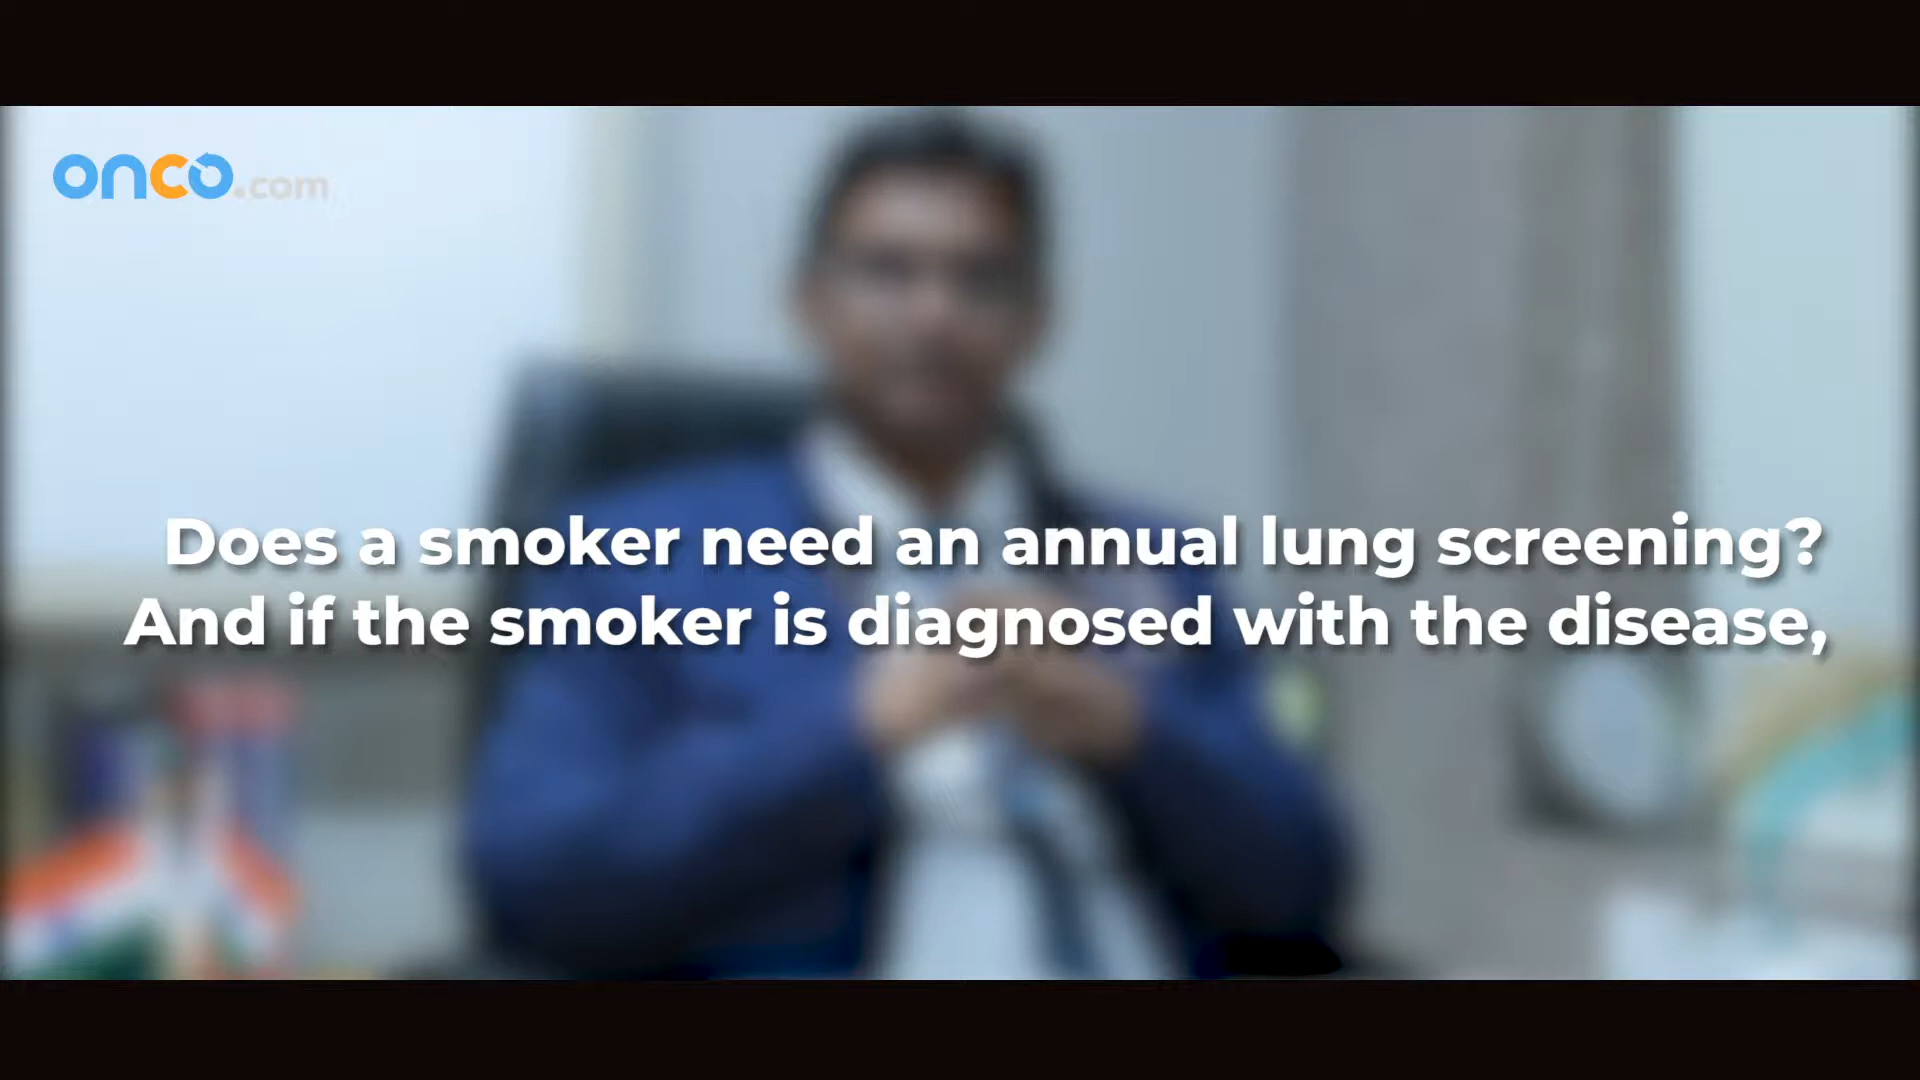 onco.com
Does a smoker need an annual lung screening?
And if the smoker is diagnosed with the disease,